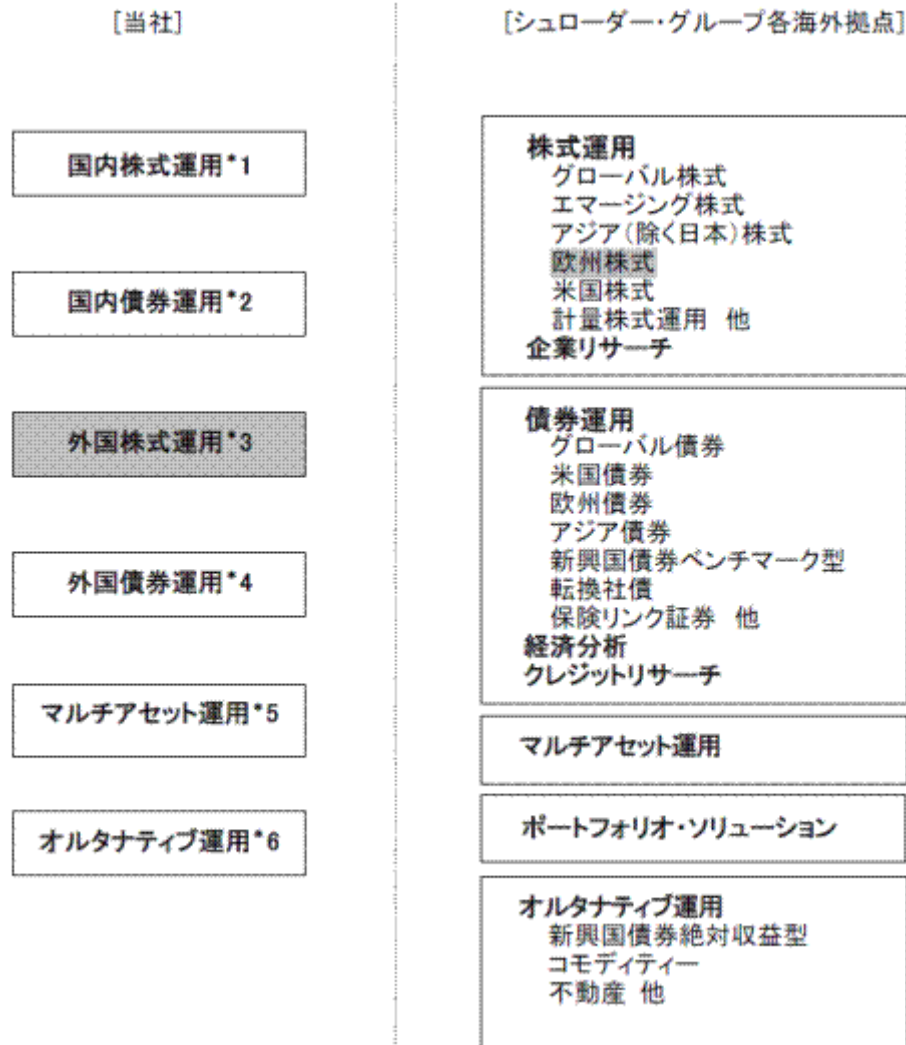 [当社]
国内株式運用*1
国内債券運用*2
外国株式運用*3
外国債券運用*4
マルチアセット運用*5
オルタナティブ運用*6
[シュローダー・グループ各海外拠点]
株式運用
グローバル株式
エマージング株式
アジア(除く日本)株式
欧州株式
米国株式
計量株式運用 他
企業リサーチ
債券運用
グローバル債券
米国債券
欧州債券
アジア債券
新興国債券ベンチマーク型
転換社債
保険リンク証券 他
経済分析
クレジットリサーチ
マルチアセット運用
ポートフォリオ・ソリューション
オルタナティブ運用
新興国債券絶対収益型
コモディティー
不動産 他